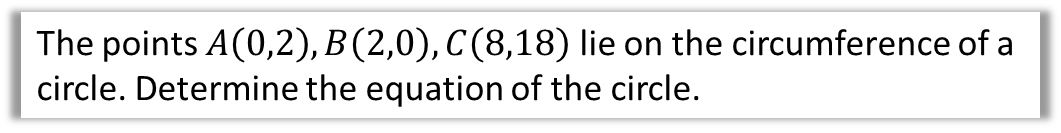 The points A(0,2), B(2,0), C(8,18) lie on the circumference of a
circle. Determine the equation of the circle.